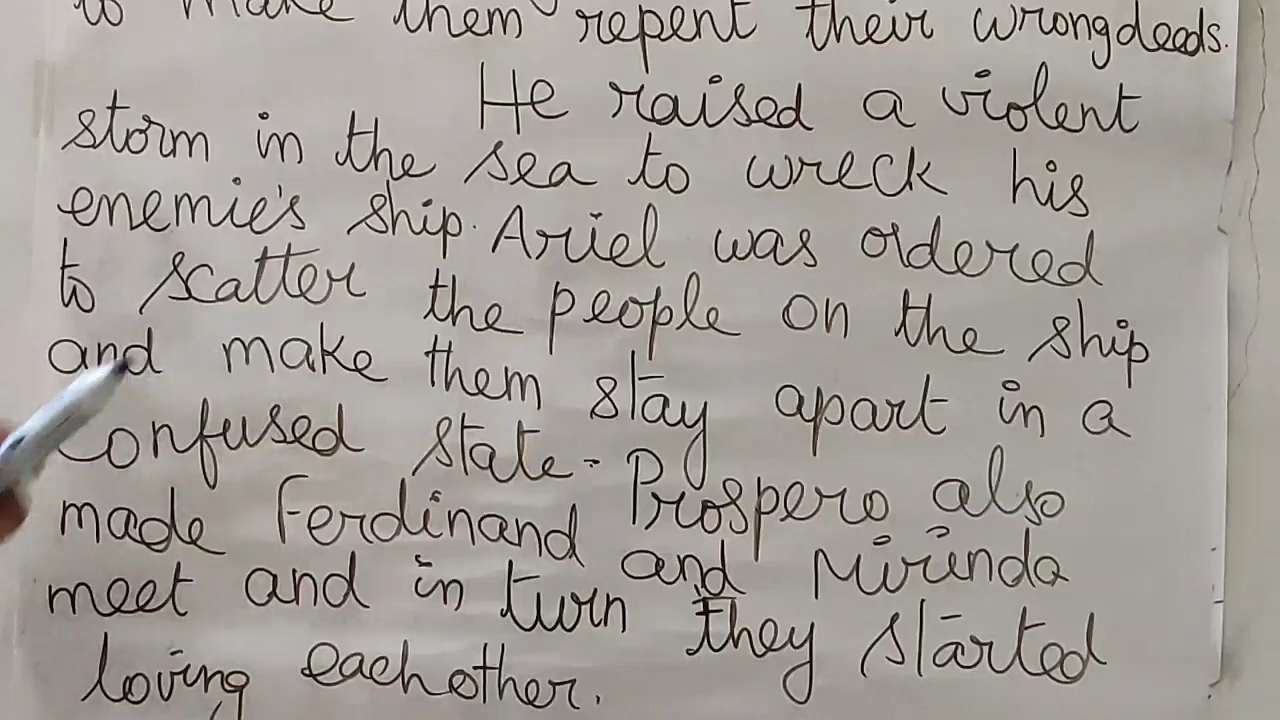 to make them repent their wrongdeeds.
He raised a violent
storm in the sea to wreck his
enemie's ship. Ariel was ordered
to scatter the people on the ship
and make them stay apart in a
confused state. Prospero also
made Ferdinand and Mirinda
meet and in turn they started
loving eachother.